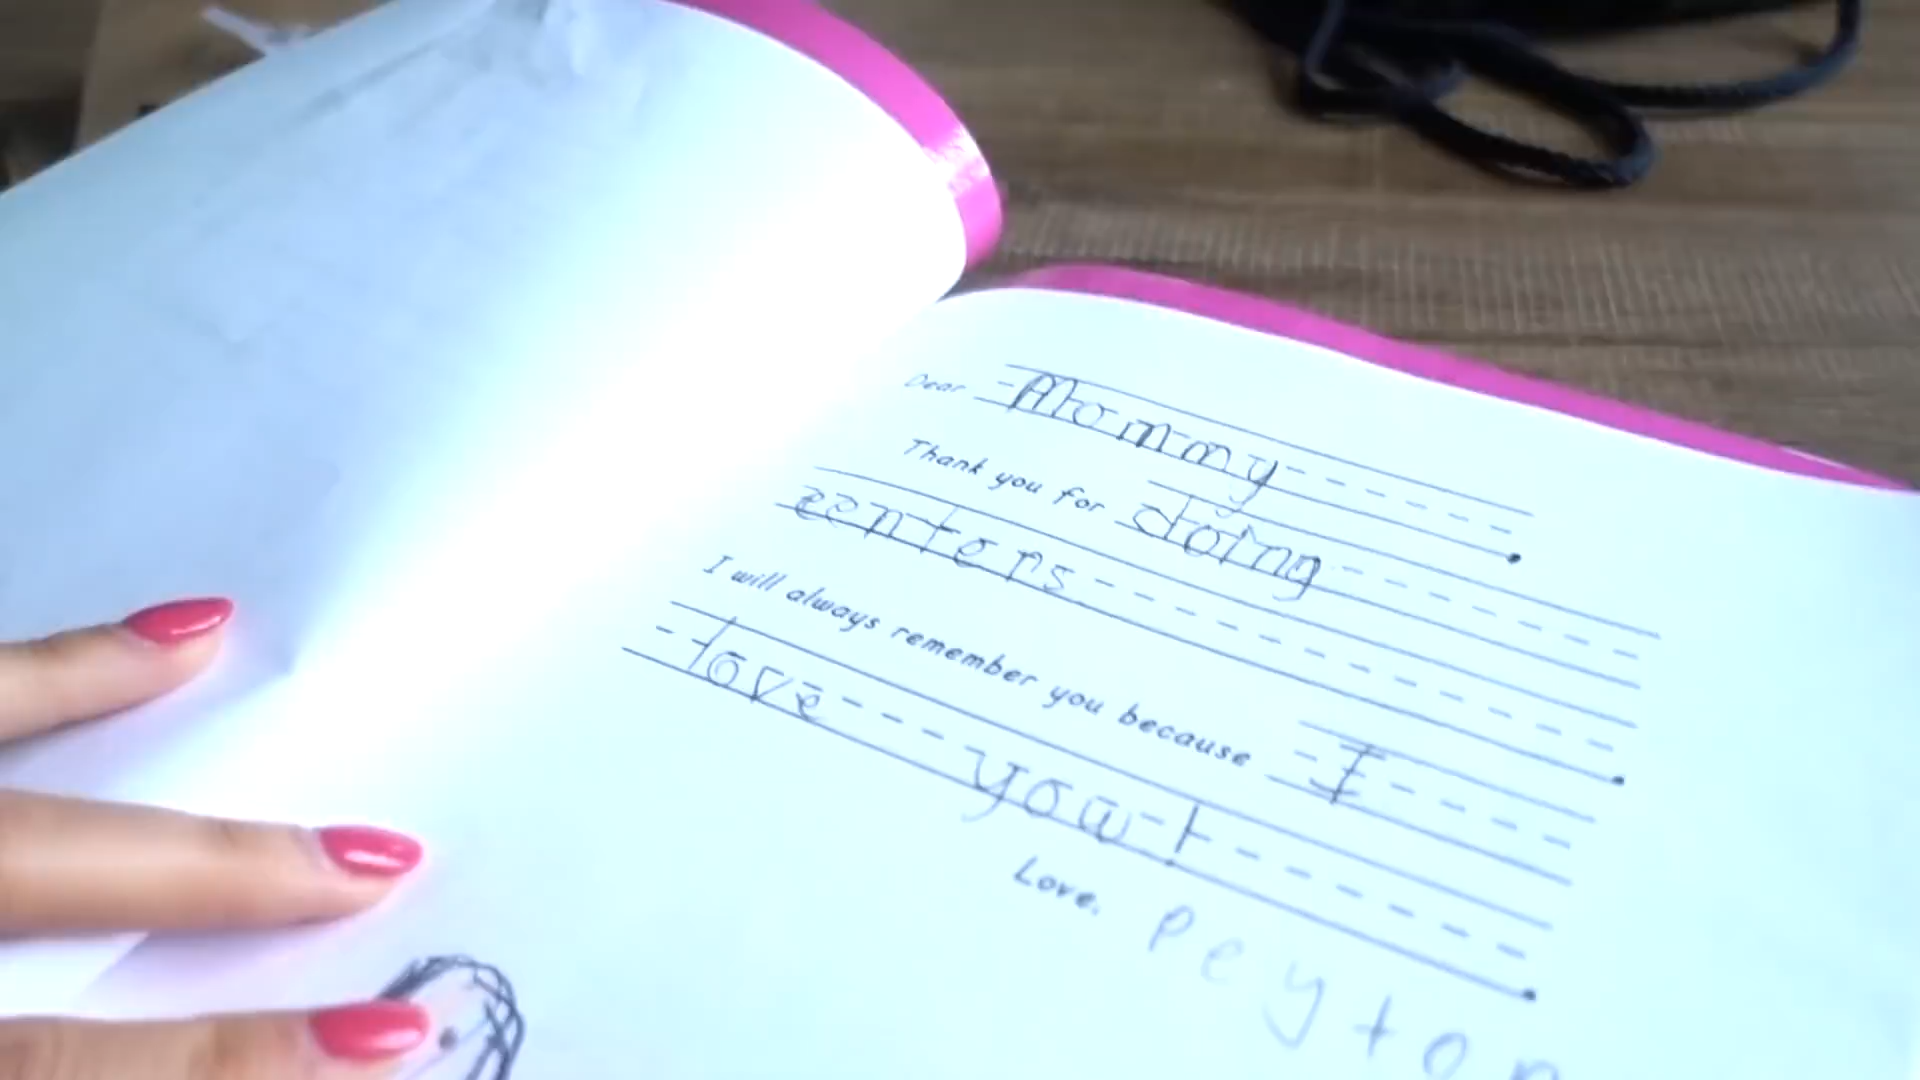 Dear Mommy
Thank you for doing
centers
I will always remember you because I
love you
Love, Peyton